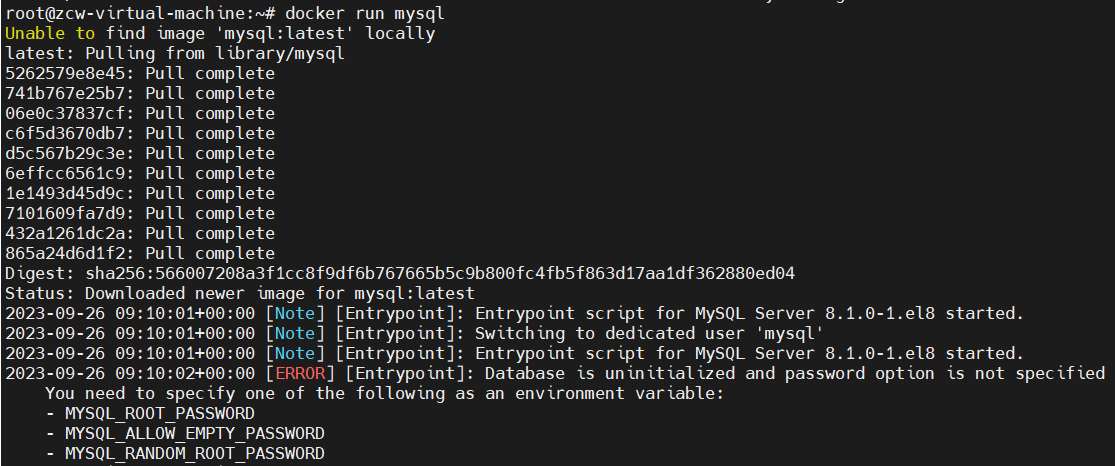 root@zcw-virtual-machine:~# docker run mysql
Unable to find image 'mysql:latest' locally
latest: Pulling from library/mysql
5262579e8e45: Pull complete
741b767e25b7: Pull complete
06e0c37837cf: Pull complete
c6f5d3670db7: Pull complete
d5c567b29c3e: Pull complete
6effcc6561c9: Pull complete
1e1493d45d9c: Pull complete
7101609fa7d9: Pull complete
432a1261dc2a: Pull complete
865a24d6d1f2: Pull complete
Digest: sha256:566007208a3f1cc8f9df6b767665b5c9b800fc4fb5f863d17aa1df362880ed04
Status: Downloaded newer image for mysql:latest
2023-09-26 09:10:01+00:00 [Note] [Entrypoint]: Entrypoint script for MySQL Server 8.1.0-1.el8 started.
2023-09-26 09:10:01+00:00 [Note] [Entrypoint]: Switching to dedicated user 'mysql'
2023-09-26 09:10:01+00:00 [Note] [Entrypoint]: Entrypoint script for MySQL Server 8.1.0-1.el8 started.
2023-09-26 09:10:02+00:00 [ERROR] [Entrypoint]: Database is uninitialized and password option is not specified
    You need to specify one of the following as an environment variable:
    - MYSQL_ROOT_PASSWORD
    - MYSQL_ALLOW_EMPTY_PASSWORD
    - MYSQL_RANDOM_ROOT_PASSWORD